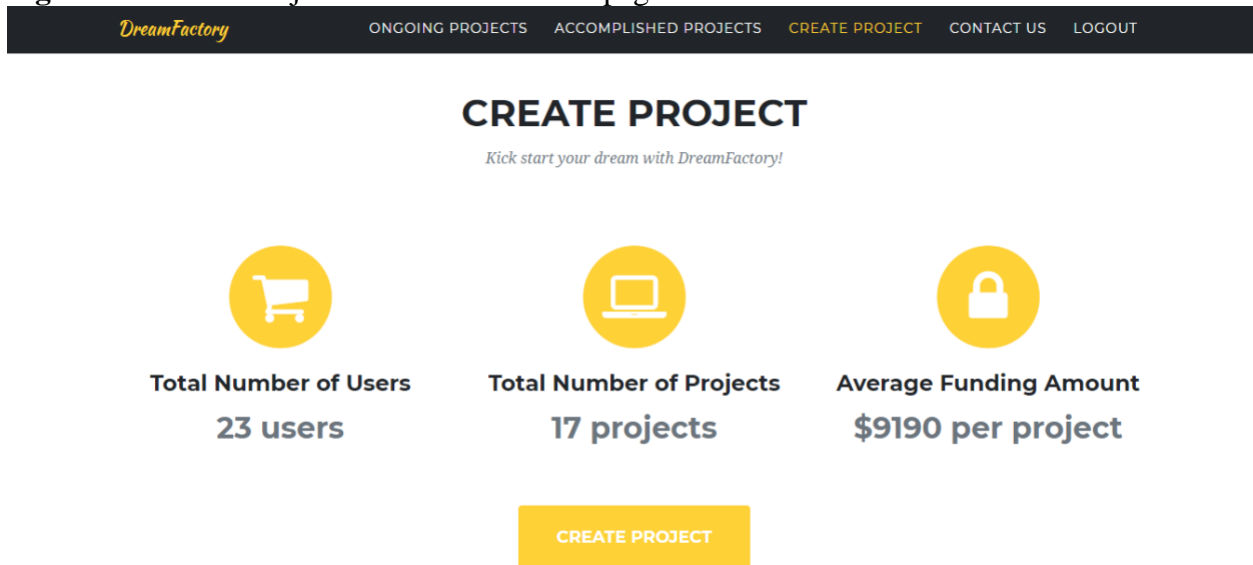 DreamFactory ONGOING PROJECTS ACCOMPLISHED PROJECTS CREATE PROJECT CONTACT US LOGOUT
CREATE PROJECT
Kick start your dream with DreamFactory!
Total Number of Users Total Number of Projects Average Funding Amount
23 users 17 projects $9190 per project
CREATE PROJECT